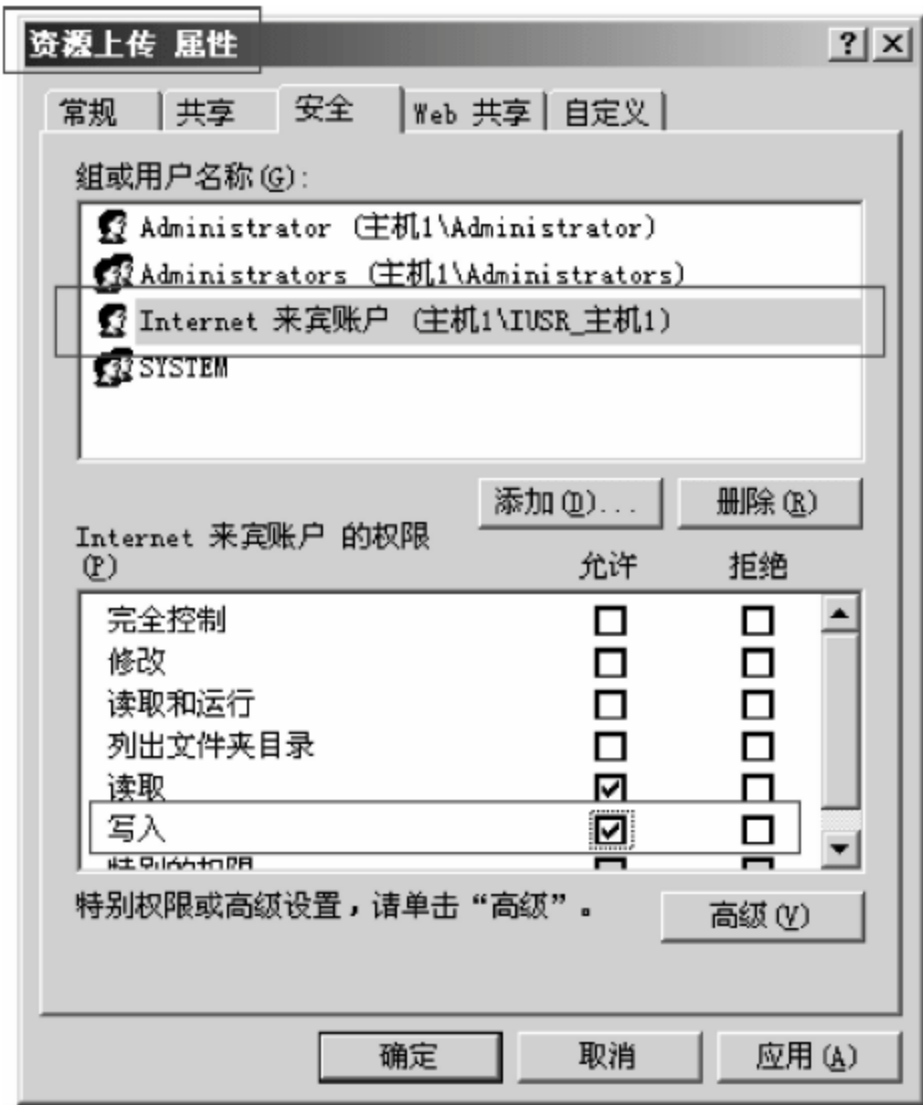 资源上传 属性
常规 共享 安全 Web 共享 自定义
组或用户名称(G):
Administrator (主机1\Administrator)
Administrators (主机1\Administrators)
Internet 来宾账户 (主机1\IUSR_主机1)
SYSTEM
添加(D)... 删除(R)
Internet 来宾账户 的权限
(P) 允许 拒绝
完全控制
修改
读取和运行
列出文件夹目录
读取
写入
特别的权限
特别权限或高级设置，请单击“高级”。
高级(V)
确定 取消 应用(A)